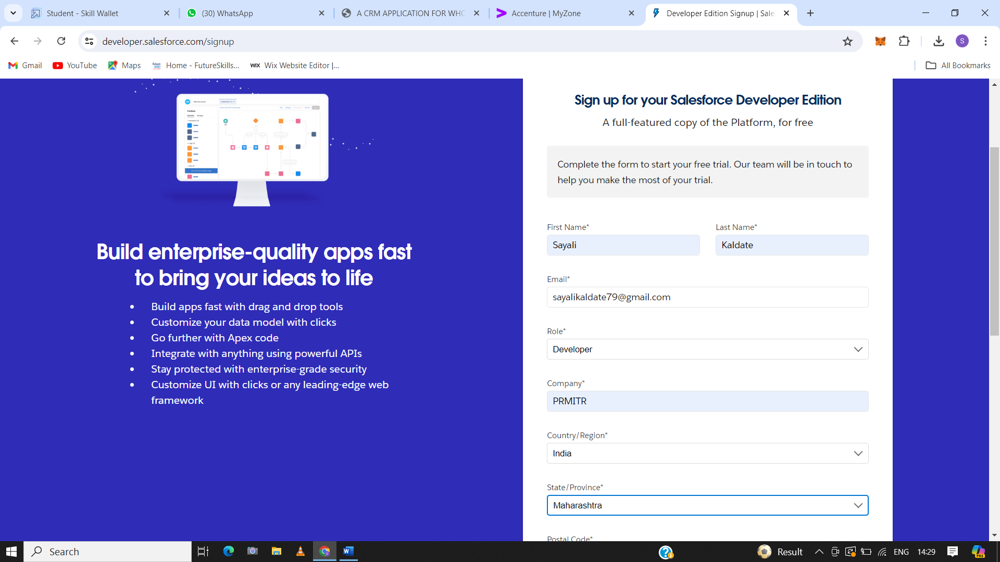 Student - Skill Wallet
(30) WhatsApp
A CRM APPLICATION FOR WHO
Accenture | MyZone
Developer Edition Signup | Sale
developer.salesforce.com/signup
S
Gmail
YouTube
Maps
Home - FutureSkills...
WIX Wix Website Editor |...
All Bookmarks
Build enterprise-quality apps fast
to bring your ideas to life
• Build apps fast with drag and drop tools
• Customize your data model with clicks
• Go further with Apex code
• Integrate with anything using powerful APIs
• Stay protected with enterprise-grade security
• Customize UI with clicks or any leading-edge web
framework
Sign up for your Salesforce Developer Edition
A full-featured copy of the Platform, for free
Complete the form to start your free trial. Our team will be in touch to
help you make the most of your trial.
First Name*
Last Name*
Sayali
Kaldate
Email*
sayalikaldate79@gmail.com
Role*
Developer
Company*
PRMITR
Country/Region*
India
State/Province*
Maharashtra
Postal Code*
Search
Result
ENG
14:29
PRE